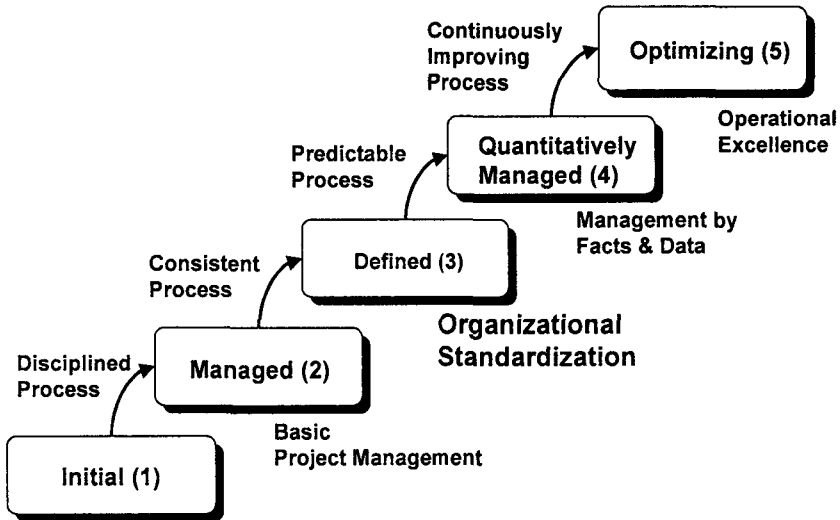 Continuously
Improving
Process
Optimizing (5)
Operational
Excellence
Predictable
Process
Quantitatively
Managed (4)
Management by
Facts & Data
Consistent
Process
Defined (3)
Organizational
Standardization
Disciplined
Process
Managed (2)
Basic
Project Management
Initial (1)